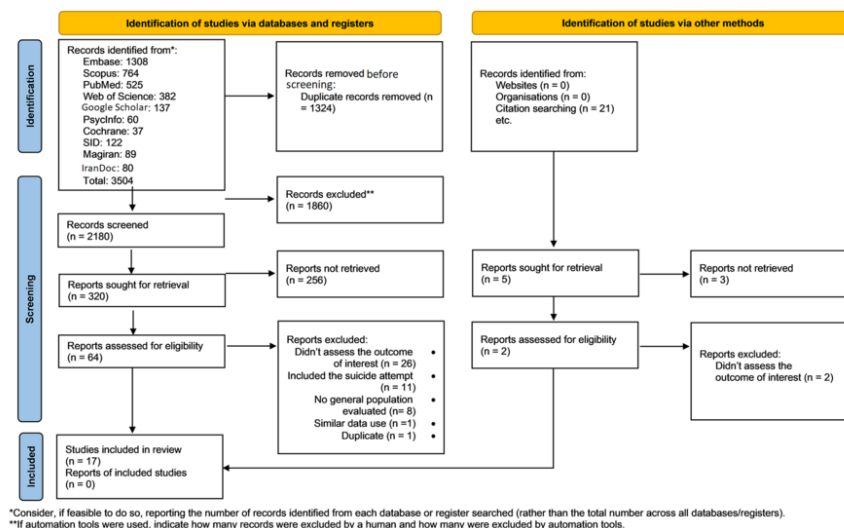 Identification of studies via databases and registers
Identification of studies via other methods
Identification
Records identified from*:
Embase: 1308
Scopus: 764
PubMed: 525
Web of Science: 382
Google Scholar: 137
PsycInfo: 60
Cochrane: 37
SID: 122
Magiran: 89
IranDoc: 80
Total: 3504
Records removed before
screening:
Duplicate records removed (n
= 1324)
Records identified from:
Websites (n = 0)
Organisations (n = 0)
Citation searching (n = 21)
etc.
Screening
Records screened
(n = 2180)
Records excluded**
(n = 1860)
Reports sought for retrieval
(n = 320)
Reports not retrieved
(n = 256)
Reports sought for retrieval
(n = 5)
Reports not retrieved
(n = 3)
Reports assessed for eligibility
(n = 64)
Reports excluded:
Didn't assess the outcome •
of interest (n = 26)
Included the suicide attempt •
(n = 11)
No general population •
evaluated (n= 8)
Similar data use (n =1) •
Duplicate (n = 1) •
Reports assessed for eligibility
(n = 2)
Reports excluded:
Didn't assess the
outcome of interest (n = 2)
Included
Studies included in review
(n = 17)
Reports of included studies
(n = 0)
*Consider, if feasible to do so, reporting the number of records identified from each database or register searched (rather than the total number across all databases/registers).
**If automation tools were used, indicate how many records were excluded by a human and how many were excluded by automation tools.